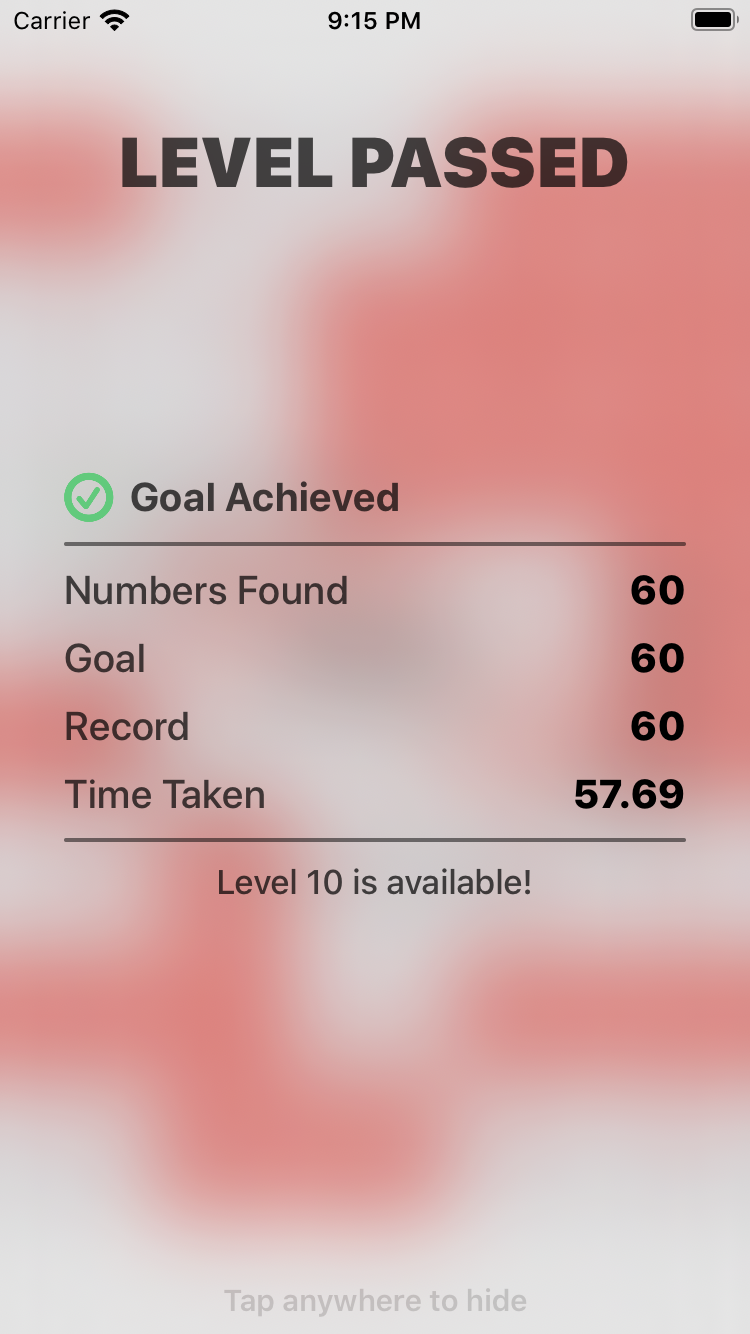 Carrier 9:15 PM
LEVEL PASSED
Goal Achieved
Numbers Found 60
Goal 60
Record 60
Time Taken 57.69
Level 10 is available!
Tap anywhere to hide